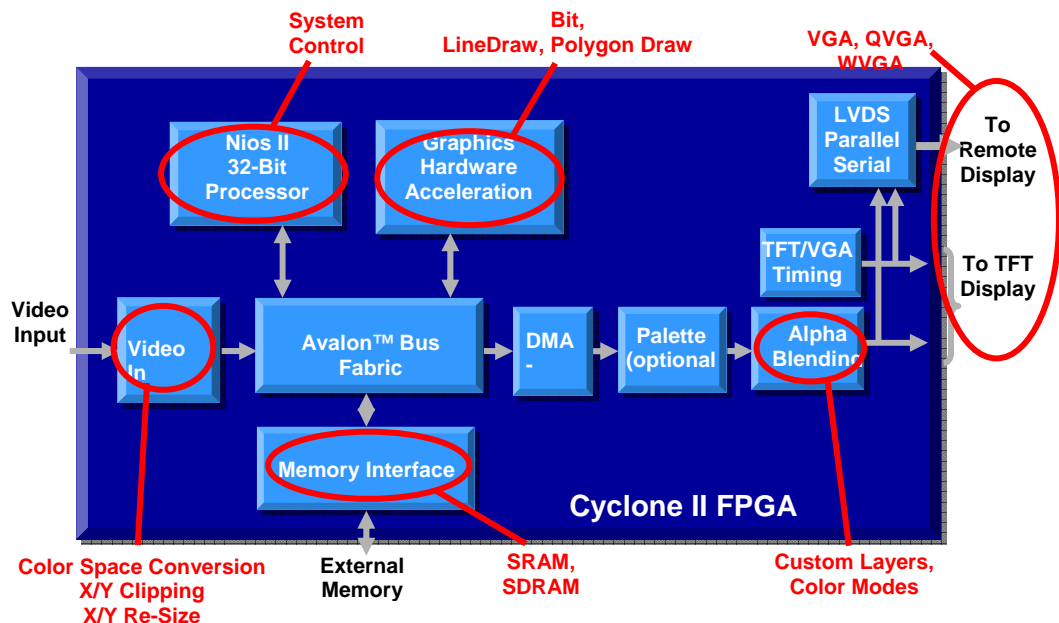 System
Control
Bit,
LineDraw, Polygon Draw
VGA, QVGA,
WVGA
Nios II
32-Bit
Processor
Graphics
Hardware
Acceleration
LVDS
Parallel
Serial
To
Remote
Display
TFT/VGA
Timing
To TFT
Display
Video
Input
Video
In
Avalon™ Bus
Fabric
DMA
-
Palette
(optional
Alpha
Blending
Memory Interface
Cyclone II FPGA
Color Space Conversion
X/Y Clipping
X/Y Re-Size
External
Memory
SRAM,
SDRAM
Custom Layers,
Color Modes